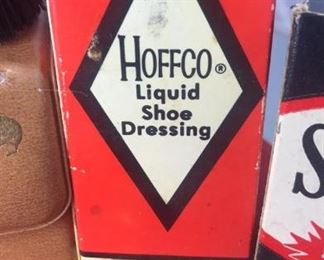 HOFFCO®
Liquid
Shoe
Dressing
S